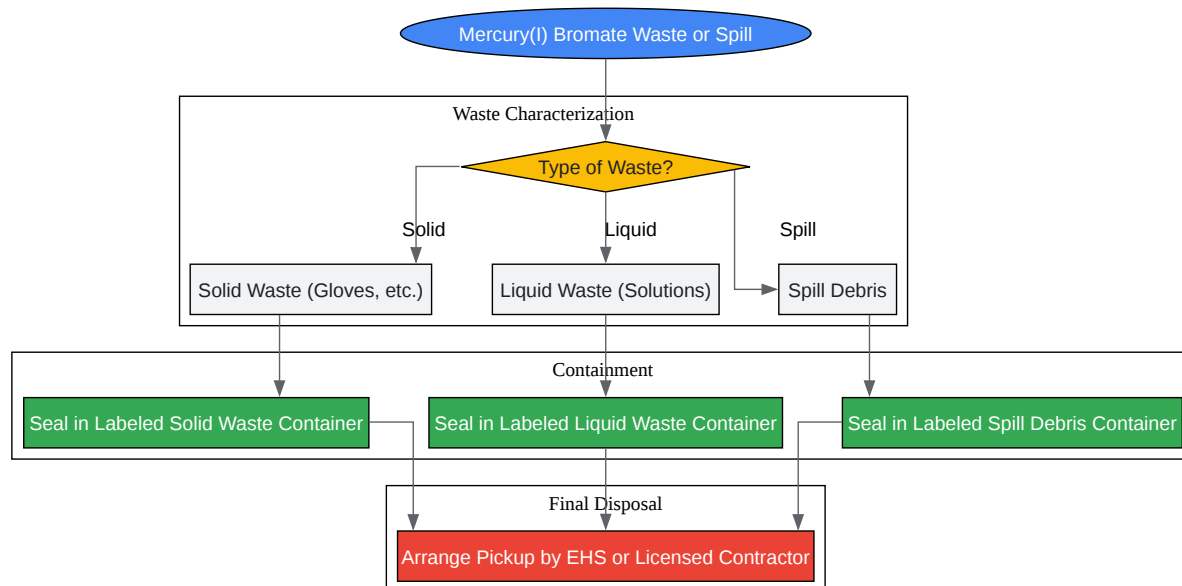 Mercury(I) Bromate Waste or Spill
Waste Characterization
Type of Waste?
Solid
Liquid
Spill
Solid Waste (Gloves, etc.)
Liquid Waste (Solutions)
Spill Debris
Containment
Seal in Labeled Solid Waste Container
Seal in Labeled Liquid Waste Container
Seal in Labeled Spill Debris Container
Final Disposal
Arrange Pickup by EHS or Licensed Contractor